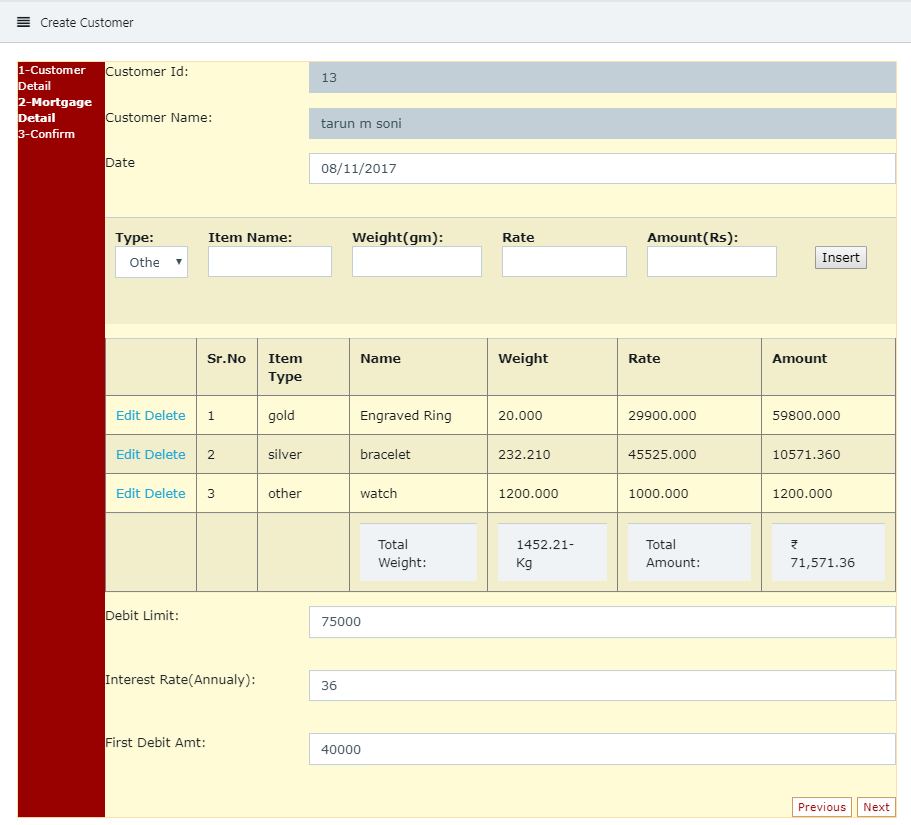 Create Customer
1-Customer
Detail
2-Mortgage
Detail
3-Confirm
Customer Id:
13
Customer Name:
tarun m soni
Date
08/11/2017
Type: Item Name: Weight(gm): Rate Amount(Rs):
Othe Insert
Sr.No Item Type Name Weight Rate Amount
Edit Delete 1 gold Engraved Ring 20.000 29900.000 59800.000
Edit Delete 2 silver bracelet 232.210 45525.000 10571.360
Edit Delete 3 other watch 1200.000 1000.000 1200.000
Total 1452.21- Total ₹
Weight: Kg Amount: 71,571.36
Debit Limit:
75000
Interest Rate(Annualy):
36
First Debit Amt:
40000
Previous Next